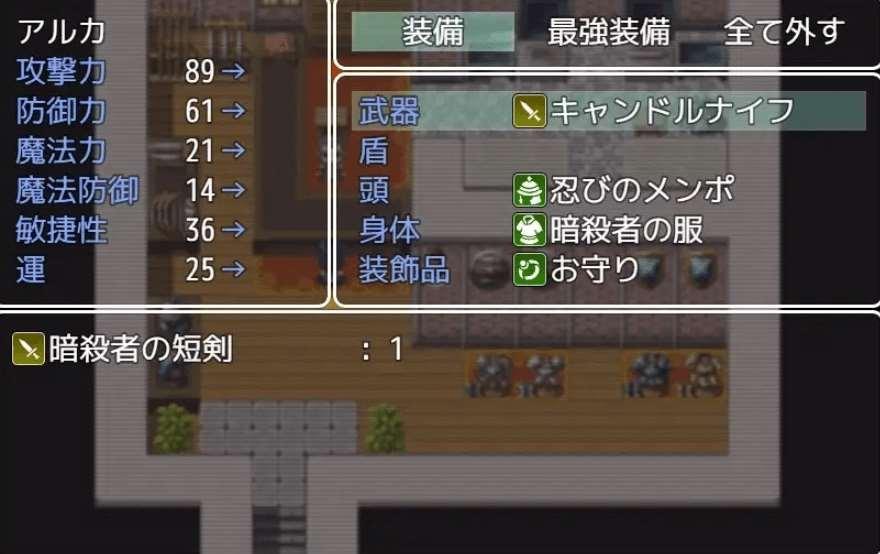 アルカ
攻撃力 89→
防御力 61→
魔法力 21→
魔法防御 14→
敏捷性 36→
運 25→
装備 最強装備 全て外す
武器 キャンドルナイフ
盾
頭 忍びのメンポ
身体 暗殺者の服
装飾品 お守り
暗殺者の短剣 : 1